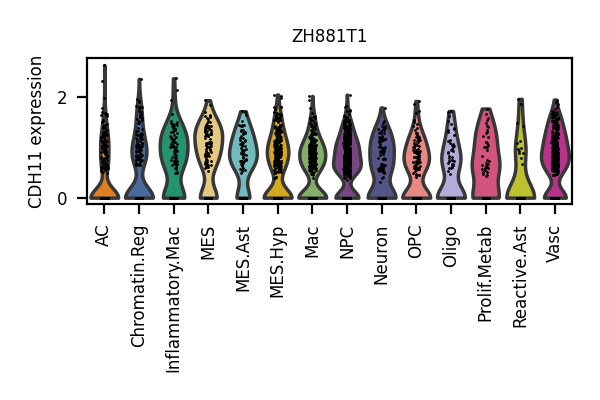 ZH881T1
CDH11 expression
2
0
AC
Chromatin.Reg
Inflammatory.Mac
MES
MES.Ast
MES.Hyp
Mac
NPC
Neuron
OPC
Oligo
Prolif.Metab
Reactive.Ast
Vasc